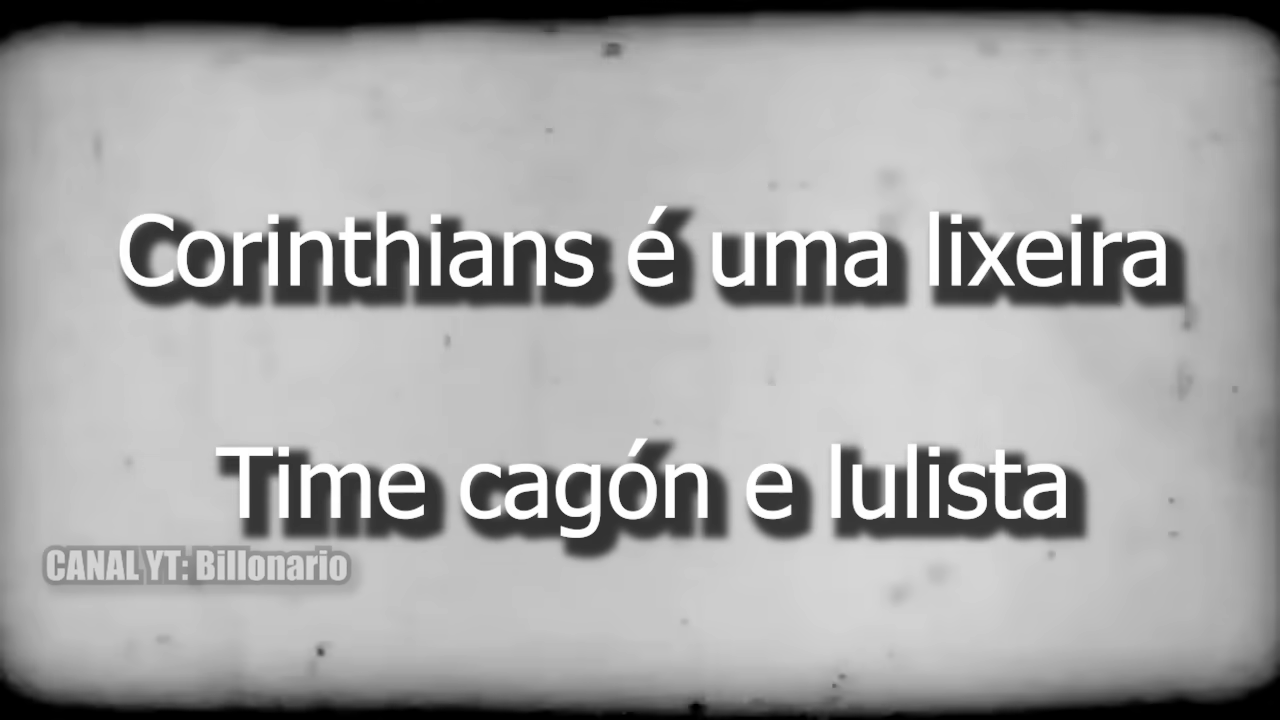 Corinthians é uma lixeira
Time cagón e lulista
CANAL YT: Billonario